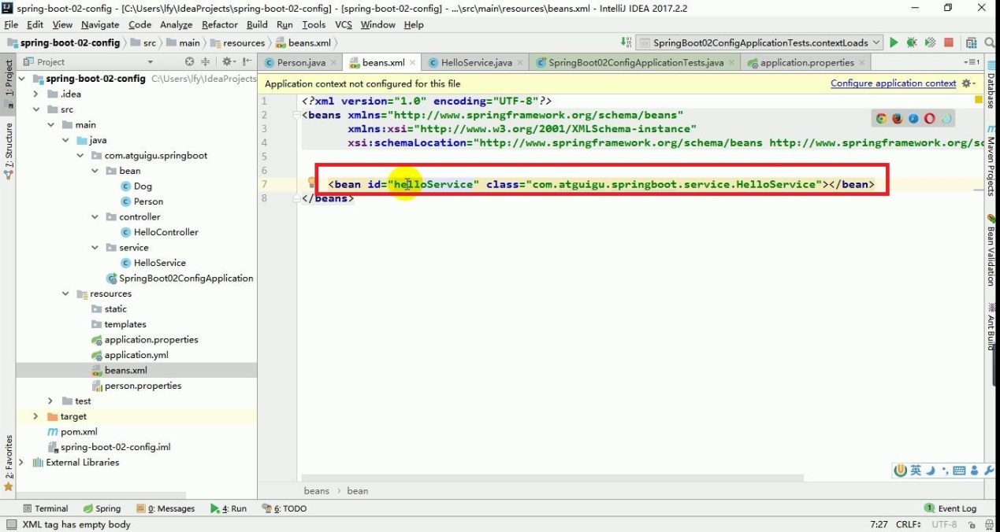 spring-boot-02-config - [C:\Users\lfy\IdeaProjects\spring-boot-02-config] - [spring-boot-02-config] - ...\src\main\resources\beans.xml - IntelliJ IDEA 2017.2.2
File Edit View Navigate Code Analyze Refactor Build Run Tools VCS Window Help
spring-boot-02-config src main resources beans.xml SpringBoot02ConfigApplicationTests.contextLoads
Project Person.java beans.xml HelloService.java SpringBoot02ConfigApplicationTests.java application.properties
1: Project
Z: Structure
2: Favorites
spring-boot-02-config C:\Users\lfy\IdeaProjects
.idea
src
main
java
com.atguigu.springboot
bean
Dog
Person
controller
HelloController
service
HelloService
SpringBoot02ConfigApplication
resources
static
templates
application.properties
application.yml
beans.xml
person.properties
test
target
pom.xml
spring-boot-02-config.iml
External Libraries
Application context not configured for this file Configure application context
1 <?xml version="1.0" encoding="UTF-8"?>
2 <beans xmlns="http://www.springframework.org/schema/beans"
3 xmlns:xsi="http://www.w3.org/2001/XMLSchema-instance"
4 xsi:schemaLocation="http://www.springframework.org/schema/beans http://www.springframework.org/sc
5
6
7 <bean id="helloService" class="com.atguigu.springboot.service.HelloService"></bean>
8 </beans>
beans bean
Database
Maven Projects
Bean Validation
Ant Build
英
Terminal Spring 0: Messages 4: Run 6: TODO 1 Event Log
XML tag has empty body 7:27 CRLF UTF-8